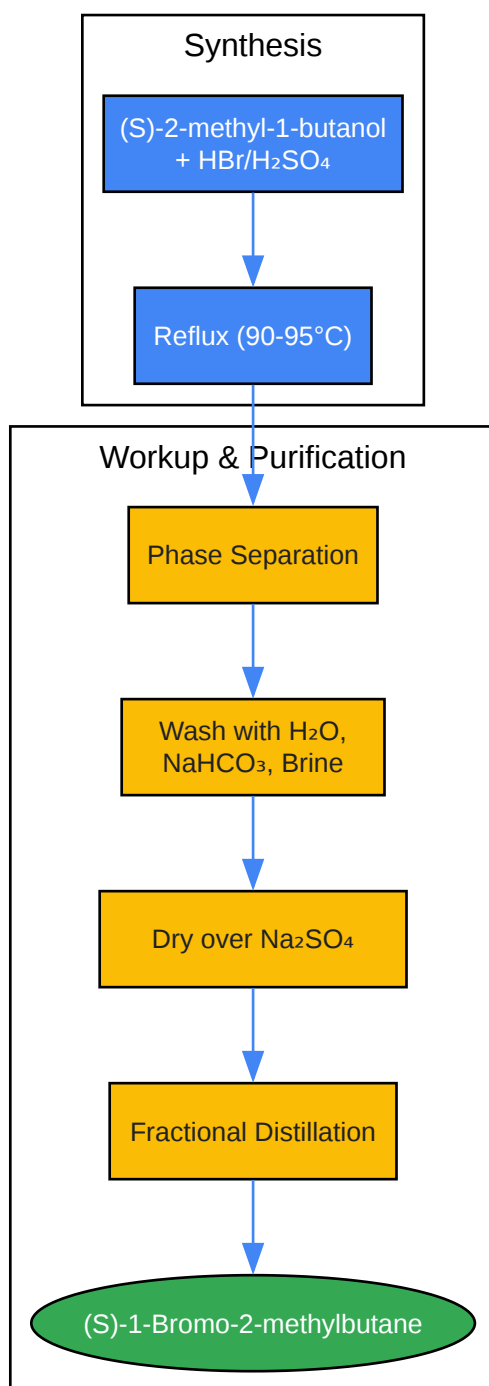 Synthesis
(S)-2-methyl-1-butanol
+ HBr/H₂SO₄
Reflux (90-95°C)
Workup & Purification
Phase Separation
Wash with H₂O,
NaHCO₃, Brine
Dry over Na₂SO₄
Fractional Distillation
(S)-1-Bromo-2-methylbutane